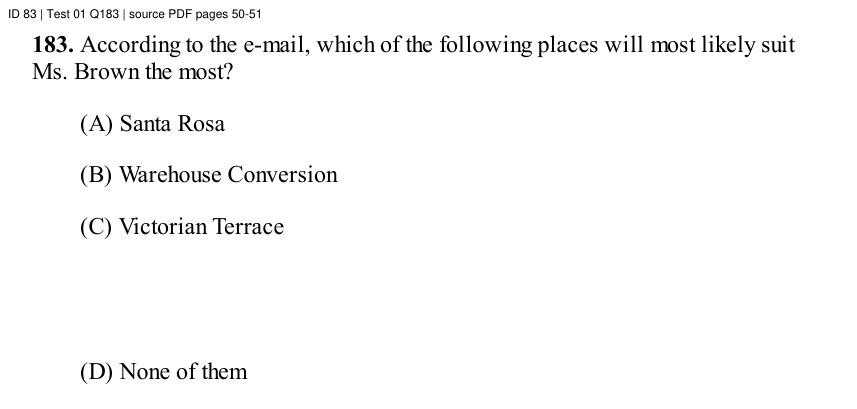 ID 83 | Test 01 Q183 | source PDF pages 50-51
183. According to the e-mail, which of the following places will most likely suit
Ms. Brown the most?
(A) Santa Rosa
(B) Warehouse Conversion
(C) Victorian Terrace
(D) None of them